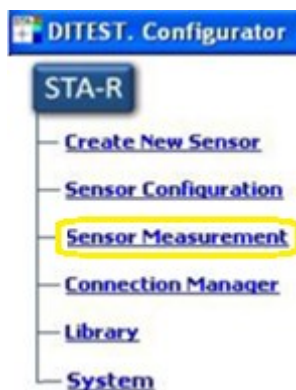 DITEST. Configurator
STA-R
Create New Sensor
Sensor Configuration
Sensor Measurement
Connection Manager
Library
System